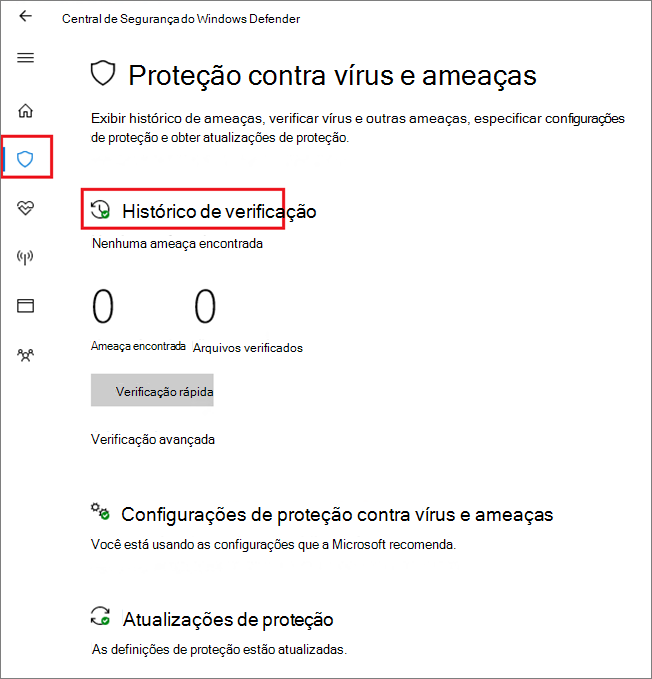 Central de Segurança do Windows Defender
Proteção contra vírus e ameaças
Exibir histórico de ameaças, verificar vírus e outras ameaças, especificar configurações
de proteção e obter atualizações de proteção.
Histórico de verificação
Nenhuma ameaça encontrada
0 0
Ameaça encontrada Arquivos verificados
Verificação rápida
Verificação avançada
Configurações de proteção contra vírus e ameaças
Você está usando as configurações que a Microsoft recomenda.
Atualizações de proteção
As definições de proteção estão atualizadas.